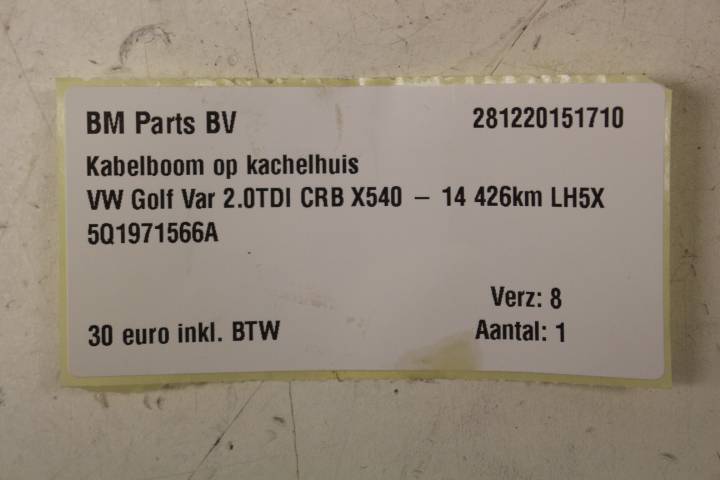 BM Parts BV 281220151710
Kabelboom op kachelhuis
VW Golf Var 2.0TDI CRB X540 – 14 426km LH5X
5Q1971566A
Verz: 8
30 euro inkl. BTW Aantal: 1